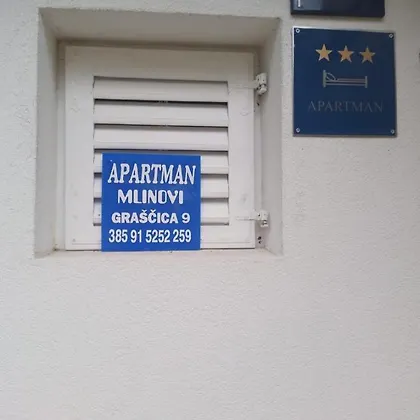 APARTMAN
MLINOVI
GRAŠČICA 9
385 91 5252 259
APARTMAN